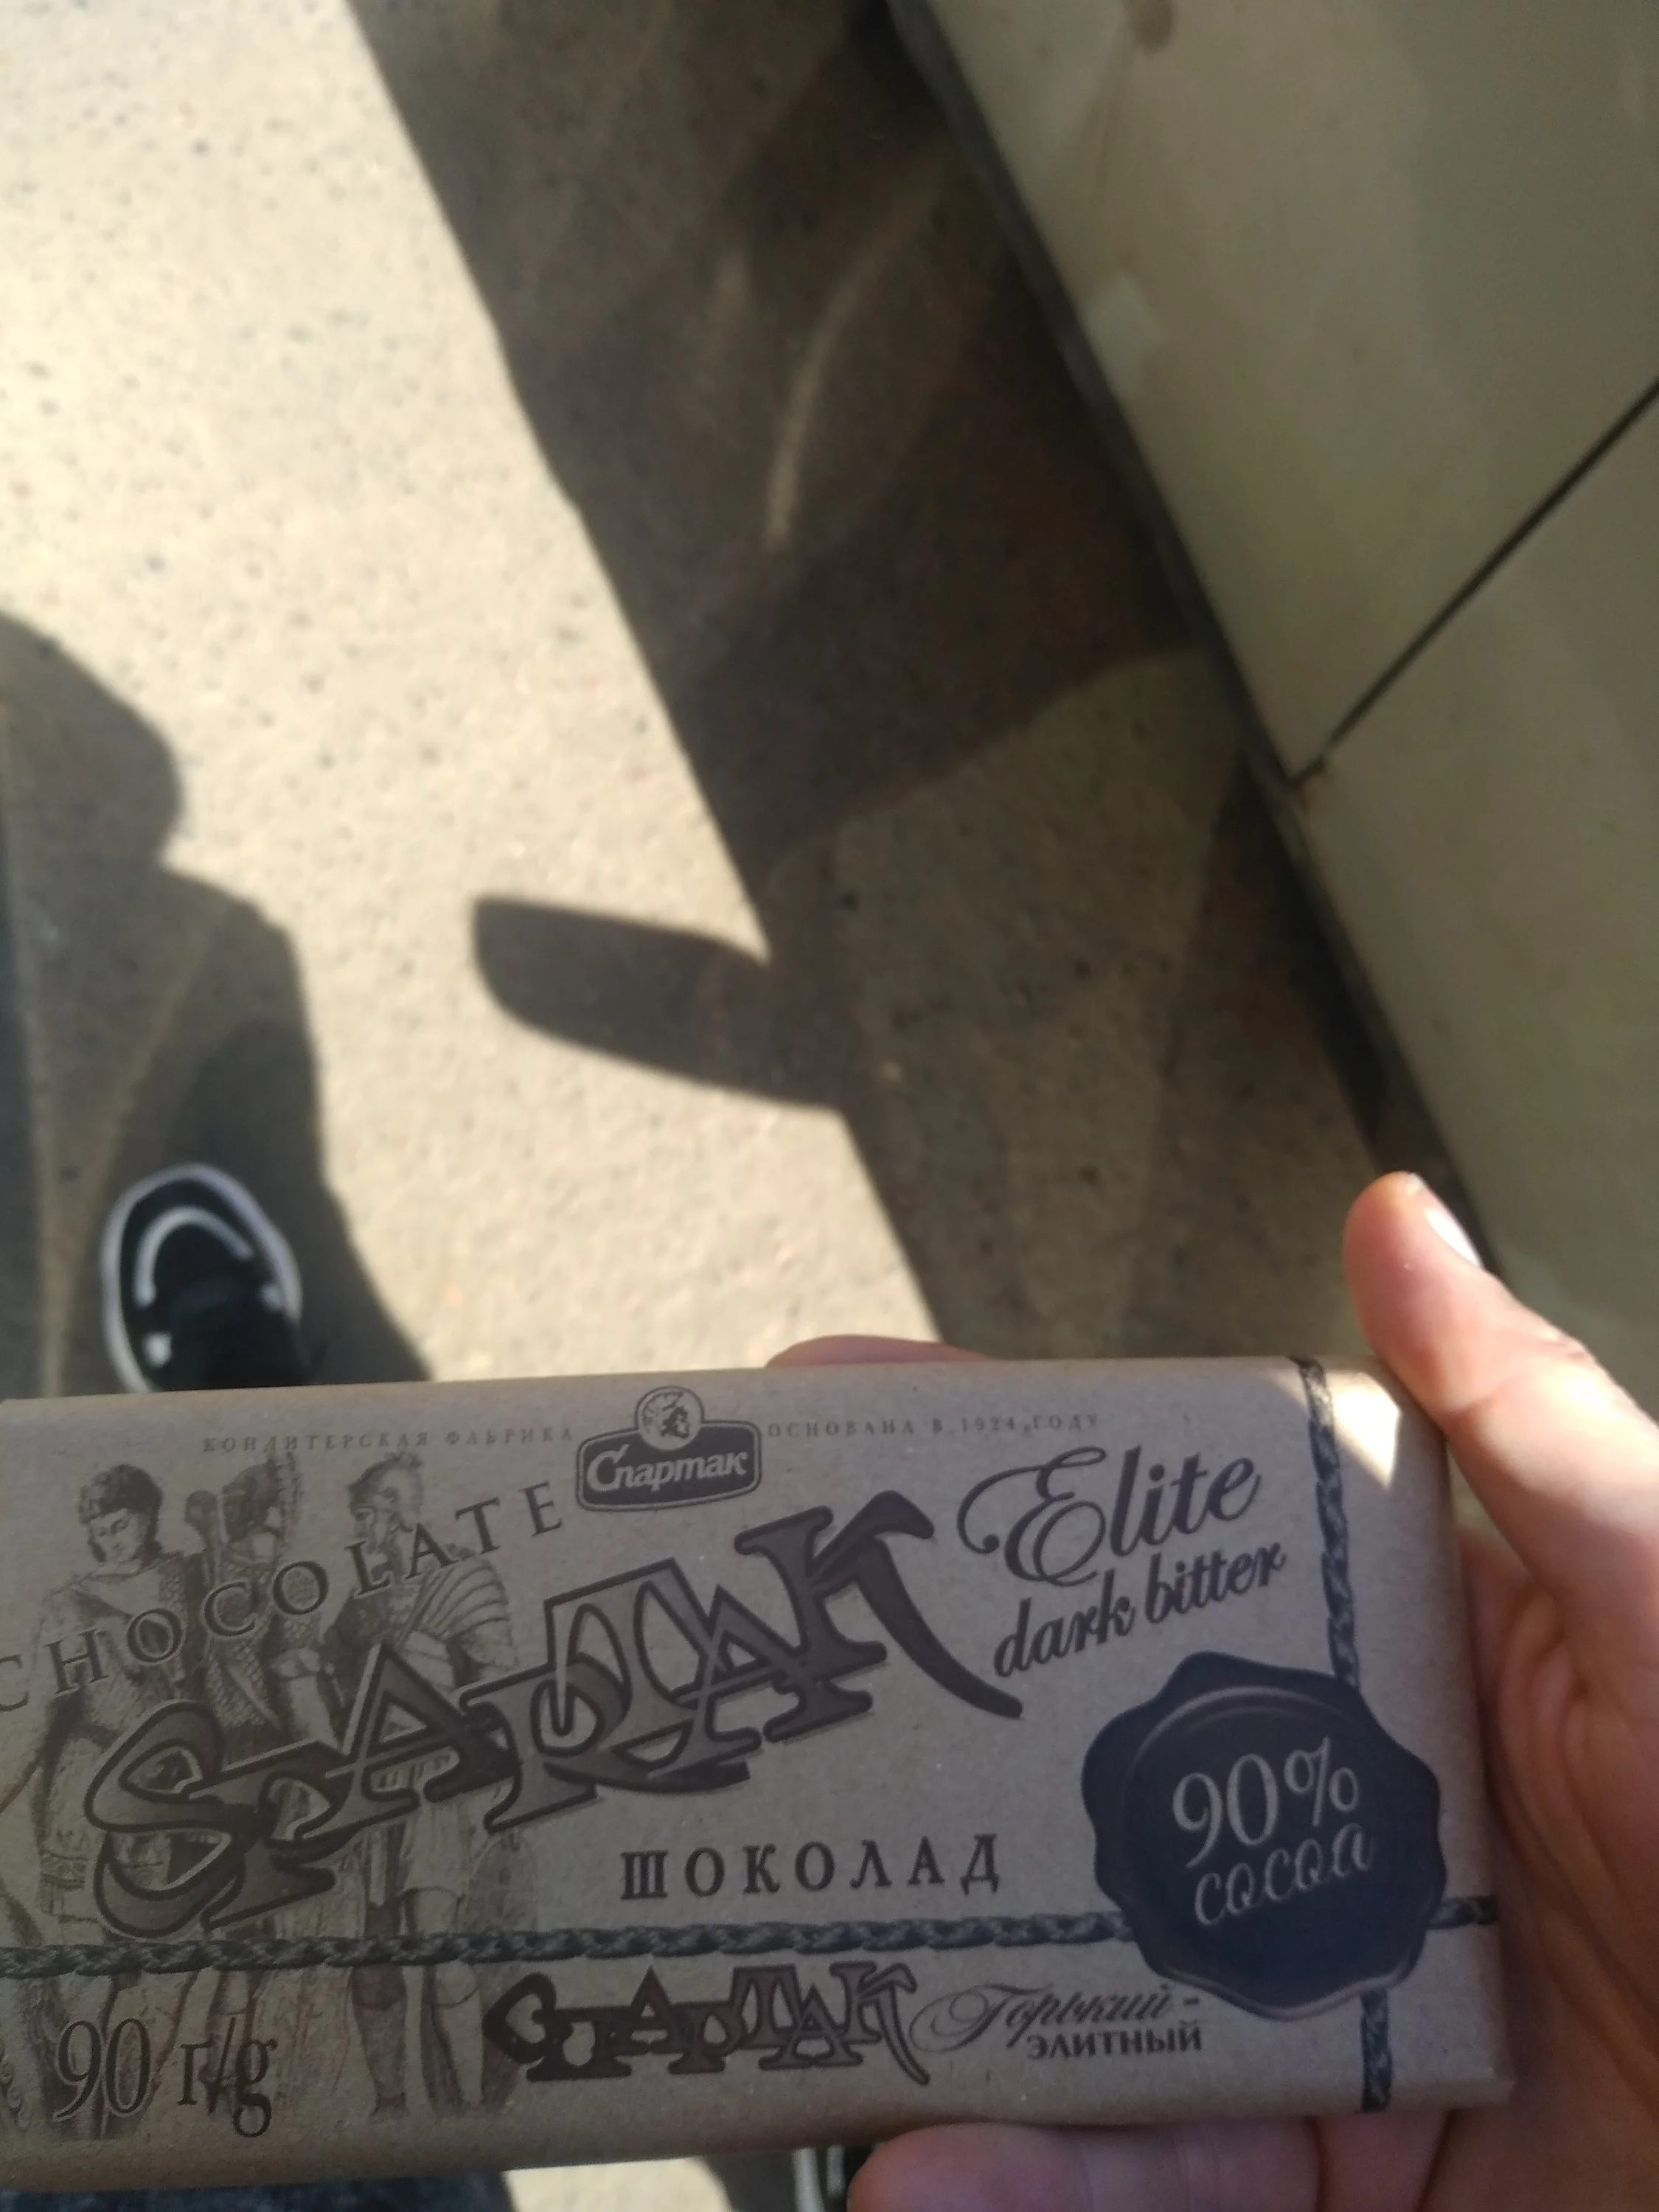 КОНДИТЕРСКАЯ ФАБРИКА
Спартак
ОСНОВАНА В 1924 ГОДУ
CHOCOLATE
SPARTAK
Elite
dark bitter
90%
cocoa
ШОКОЛАД
СПАРТАК
Горький-
ЭЛИТНЫЙ
90 г/g